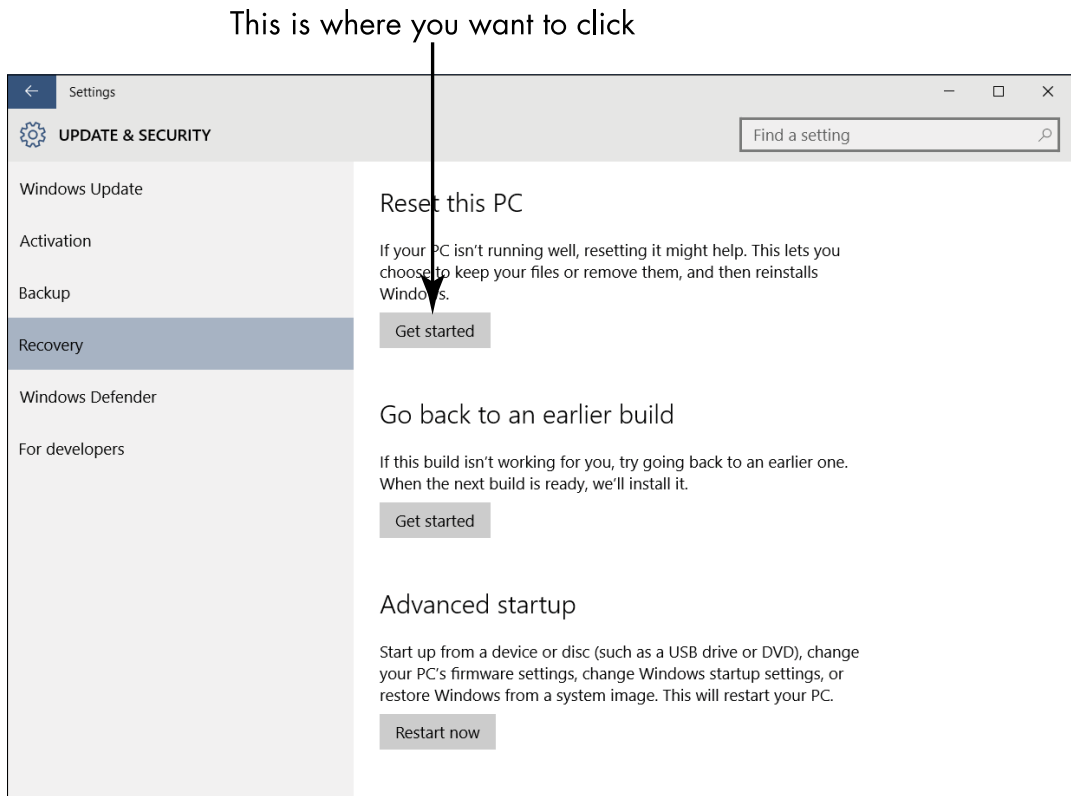 This is where you want to click
Settings
UPDATE & SECURITY
Find a setting
Windows Update
Activation
Backup
Recovery
Windows Defender
For developers
Reset this PC
If your PC isn't running well, resetting it might help. This lets you
choose to keep your files or remove them, and then reinstalls
Windows.
Get started
Go back to an earlier build
If this build isn't working for you, try going back to an earlier one.
When the next build is ready, we'll install it.
Get started
Advanced startup
Start up from a device or disc (such as a USB drive or DVD), change
your PC's firmware settings, change Windows startup settings, or
restore Windows from a system image. This will restart your PC.
Restart now